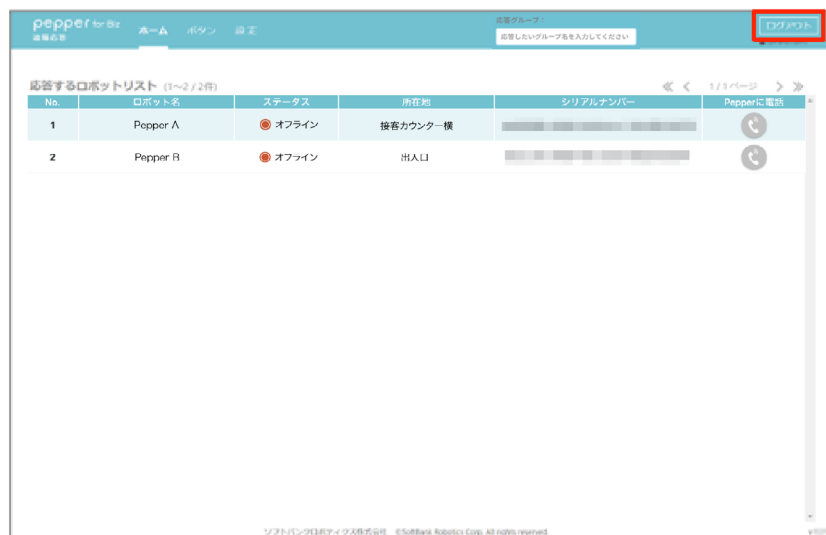 pepper for Biz
遠隔応答
ホーム ボタン 設定
応答グループ：
応答したいグループ名を入力してください
ログアウト
応答するロボットリスト (1〜2 / 2件)
1 / 1ページ
No. ロボット名 ステータス 所在地 シリアルナンバー Pepperに電話
1 Pepper A オフライン 接客カウンター横
2 Pepper B オフライン 出入口
ソフトバンクロボティクス株式会社 ©SoftBank Robotics Corp. All rights reserved.